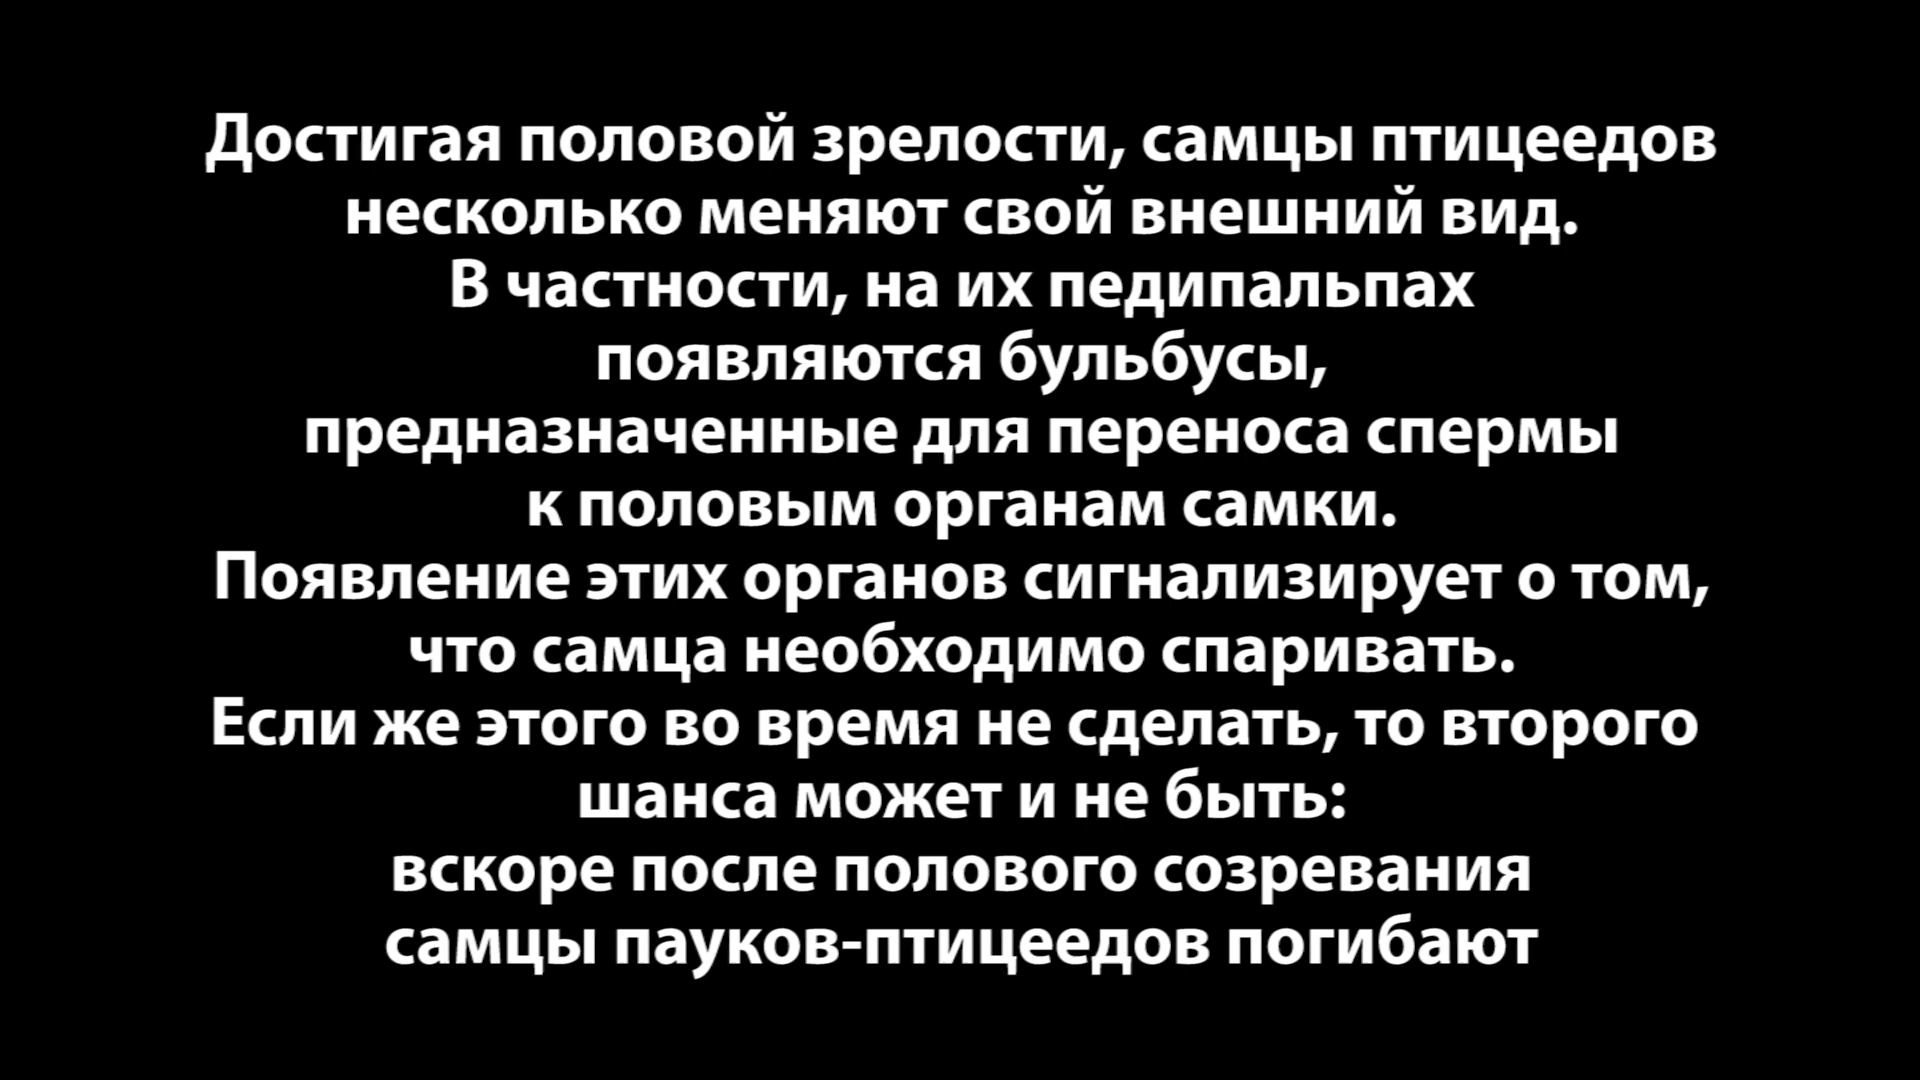 Достигая половой зрелости, самцы птицеедов
несколько меняют свой внешний вид.
В частности, на их педипальпах
появляются бульбусы,
предназначенные для переноса спермы
к половым органам самки.
Появление этих органов сигнализирует о том,
что самца необходимо спаривать.
Если же этого во время не сделать, то второго
шанса может и не быть:
вскоре после полового созревания
самцы пауков-птицеедов погибают